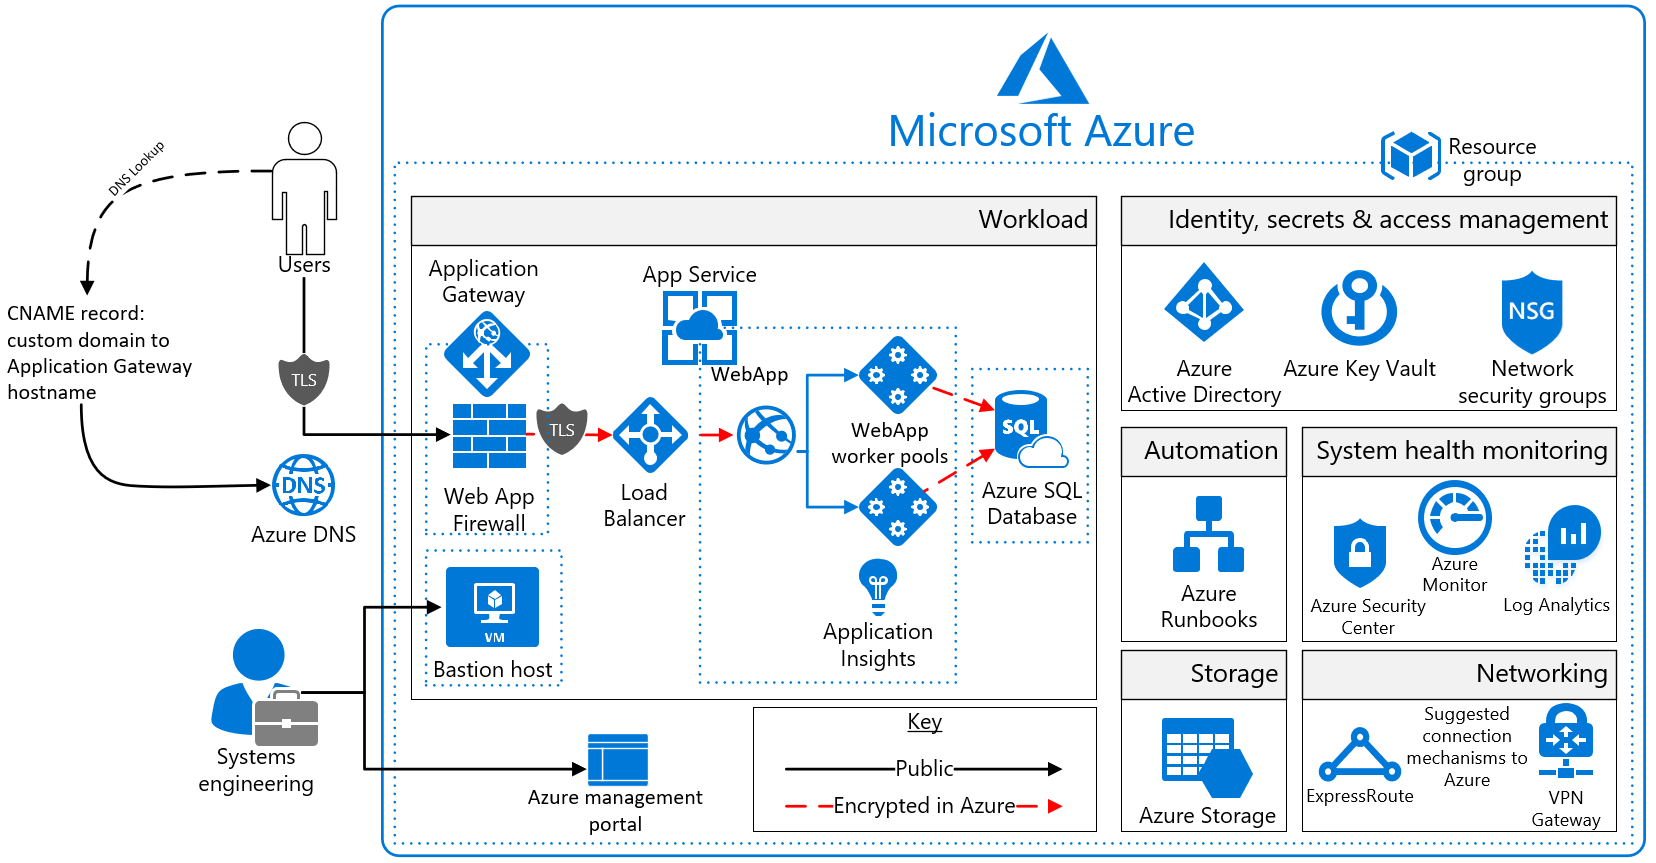 Microsoft Azure
Resource
group
DNS Lookup
Users
CNAME record:
custom domain to
Application Gateway
hostname
TLS
DNS
Azure DNS
Systems
engineering
Workload
Application
Gateway
Web App
Firewall
TLS
Load
Balancer
App Service
WebApp
WebApp
worker pools
SQL
Azure SQL
Database
Application
Insights
VM
Bastion host
Azure management
portal
Key
Public
Encrypted in Azure
Identity, secrets & access management
Azure
Active Directory
Azure Key Vault
NSG
Network
security groups
Automation
Azure
Runbooks
System health monitoring
Azure Security
Center
Azure
Monitor
Log Analytics
Storage
Azure Storage
Networking
ExpressRoute
Suggested
connection
mechanisms to
Azure
VPN
Gateway